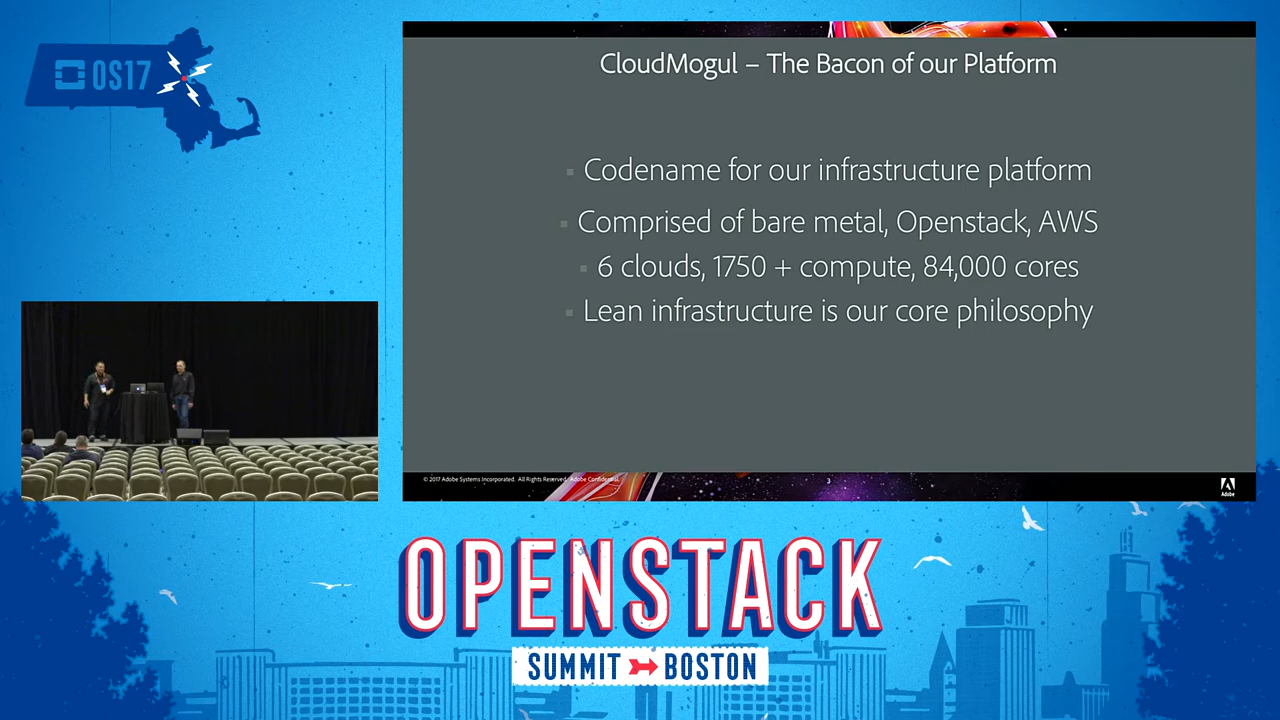 OS17
CloudMogul – The Bacon of our Platform
Codename for our infrastructure platform
Comprised of bare metal, Openstack, AWS
6 clouds, 1750 + compute, 84,000 cores
Lean infrastructure is our core philosophy
© 2017 Adobe Systems Incorporated. All Rights Reserved. Adobe Confidential.
3
Adobe
OPENSTACK
SUMMIT BOSTON